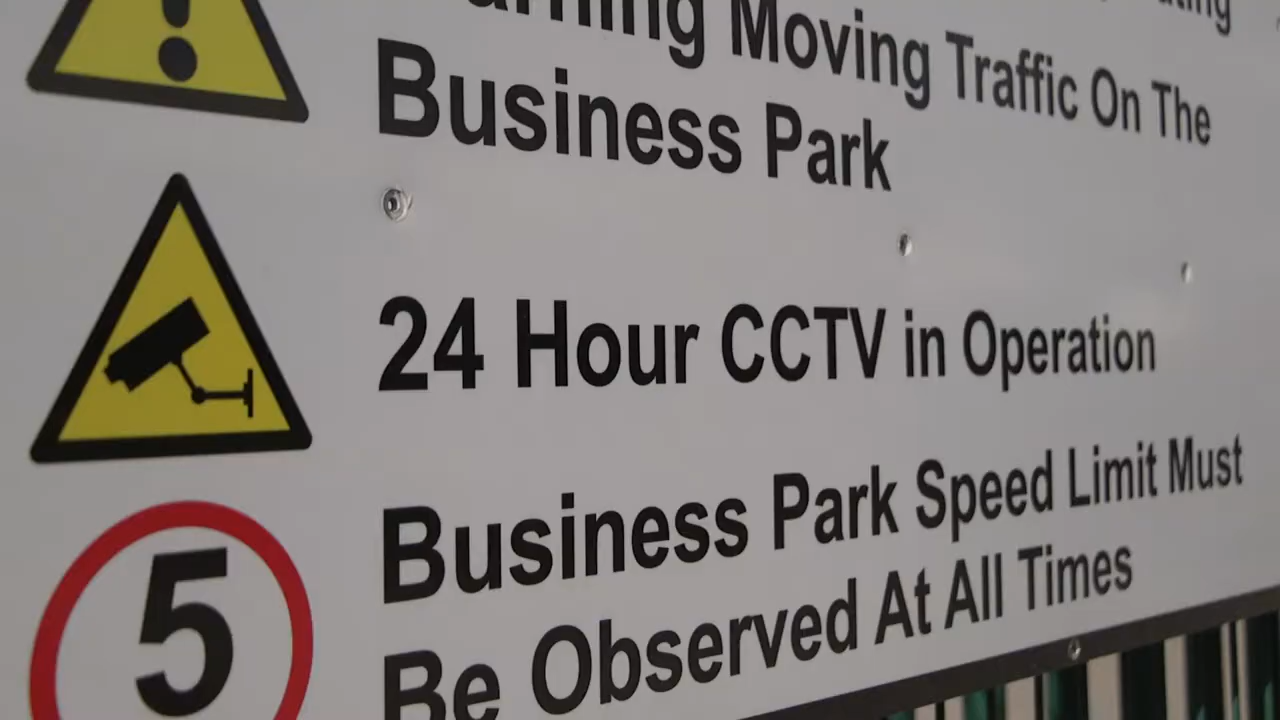 Moving Traffic On The
Business Park
24 Hour CCTV in Operation
Business Park Speed Limit Must
Be Observed At All Times
5